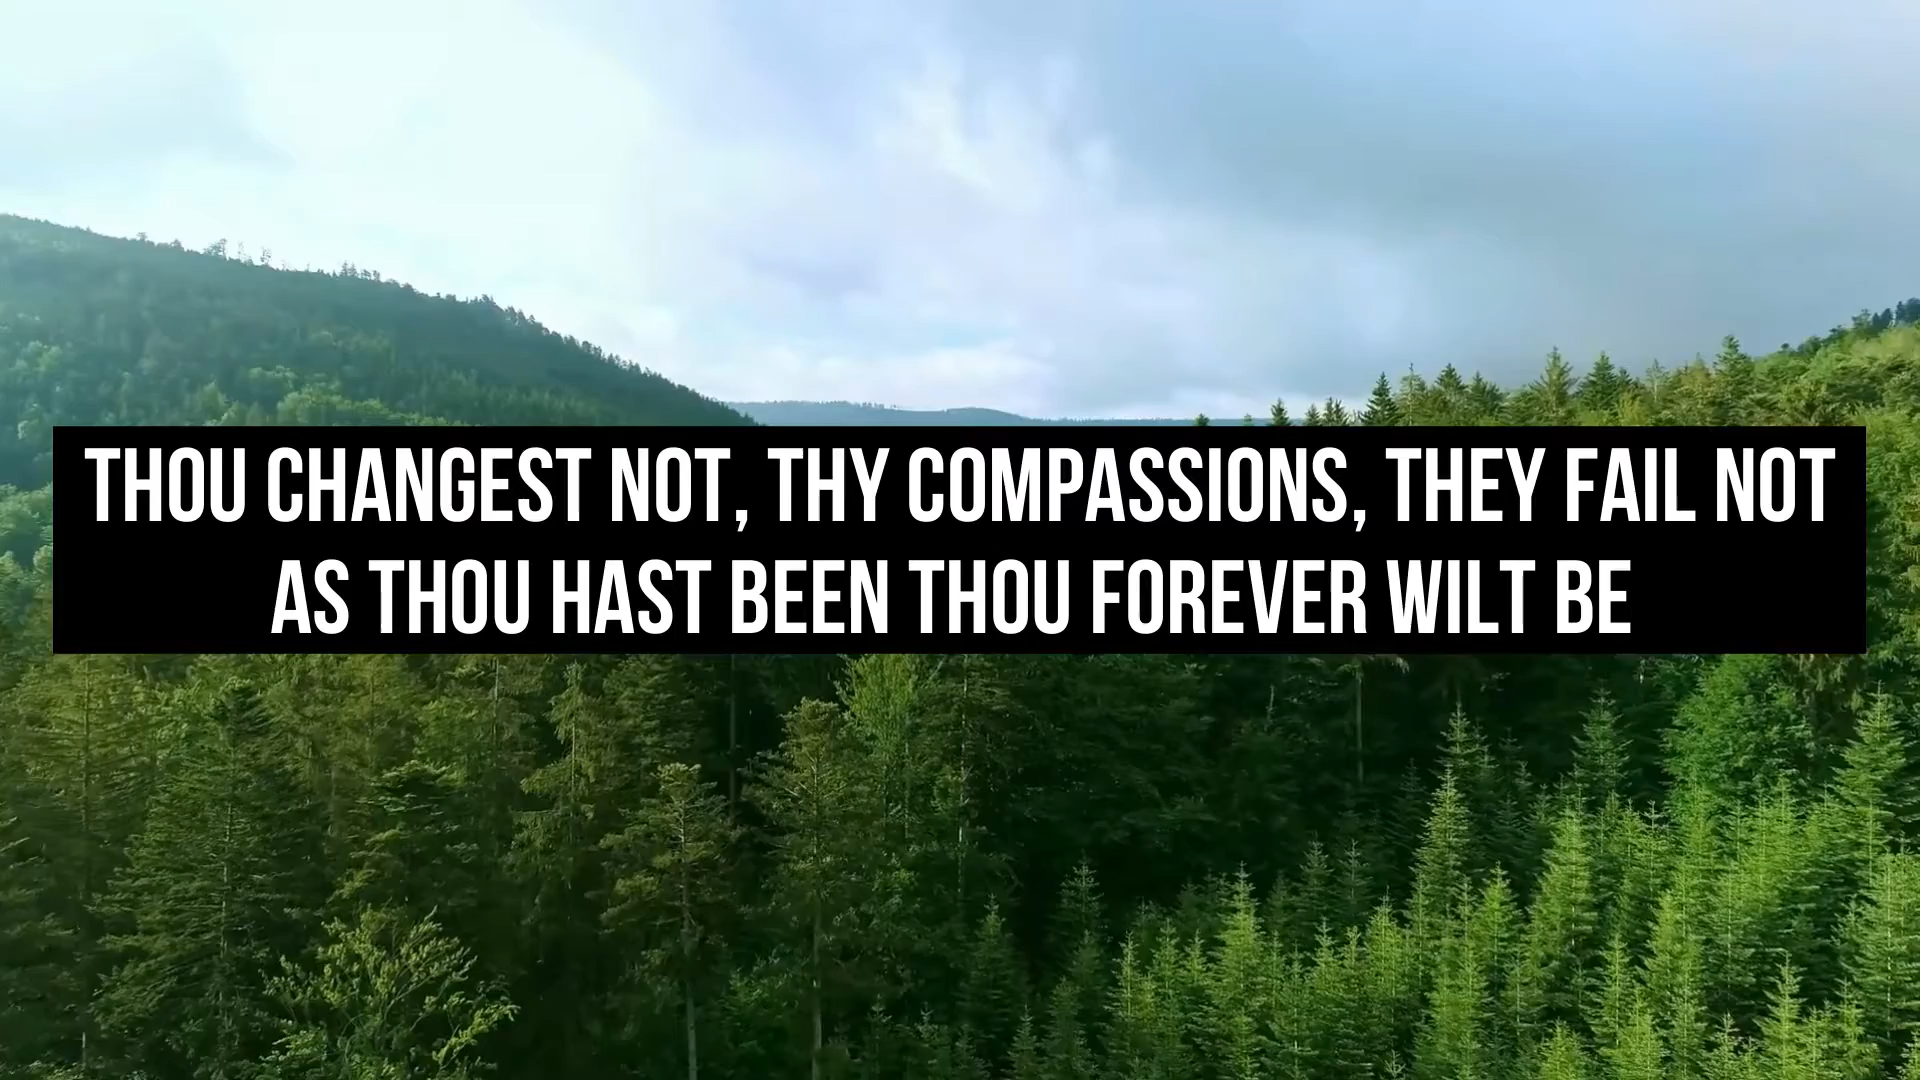 THOU CHANGEST NOT, THY COMPASSIONS, THEY FAIL NOT
AS THOU HAST BEEN THOU FOREVER WILT BE